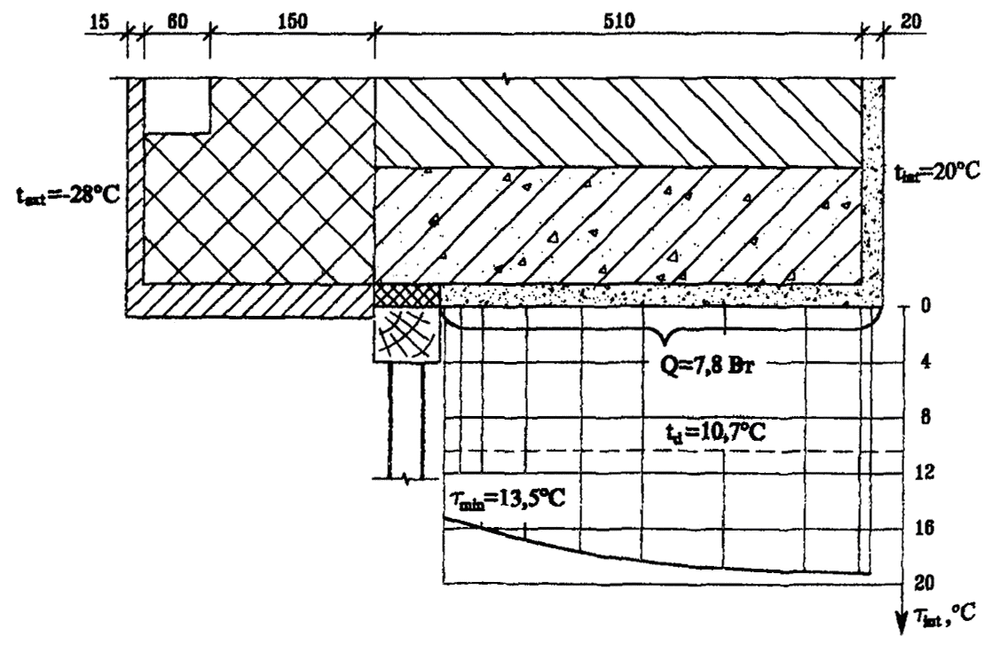 15 60 150 510 20
t_ext=-28°C
t_int=20°C
0
Q=7,8 Вт
4
8
t_d=10,7°C
12
τ_min=13,5°C
16
20
τ_int,°C